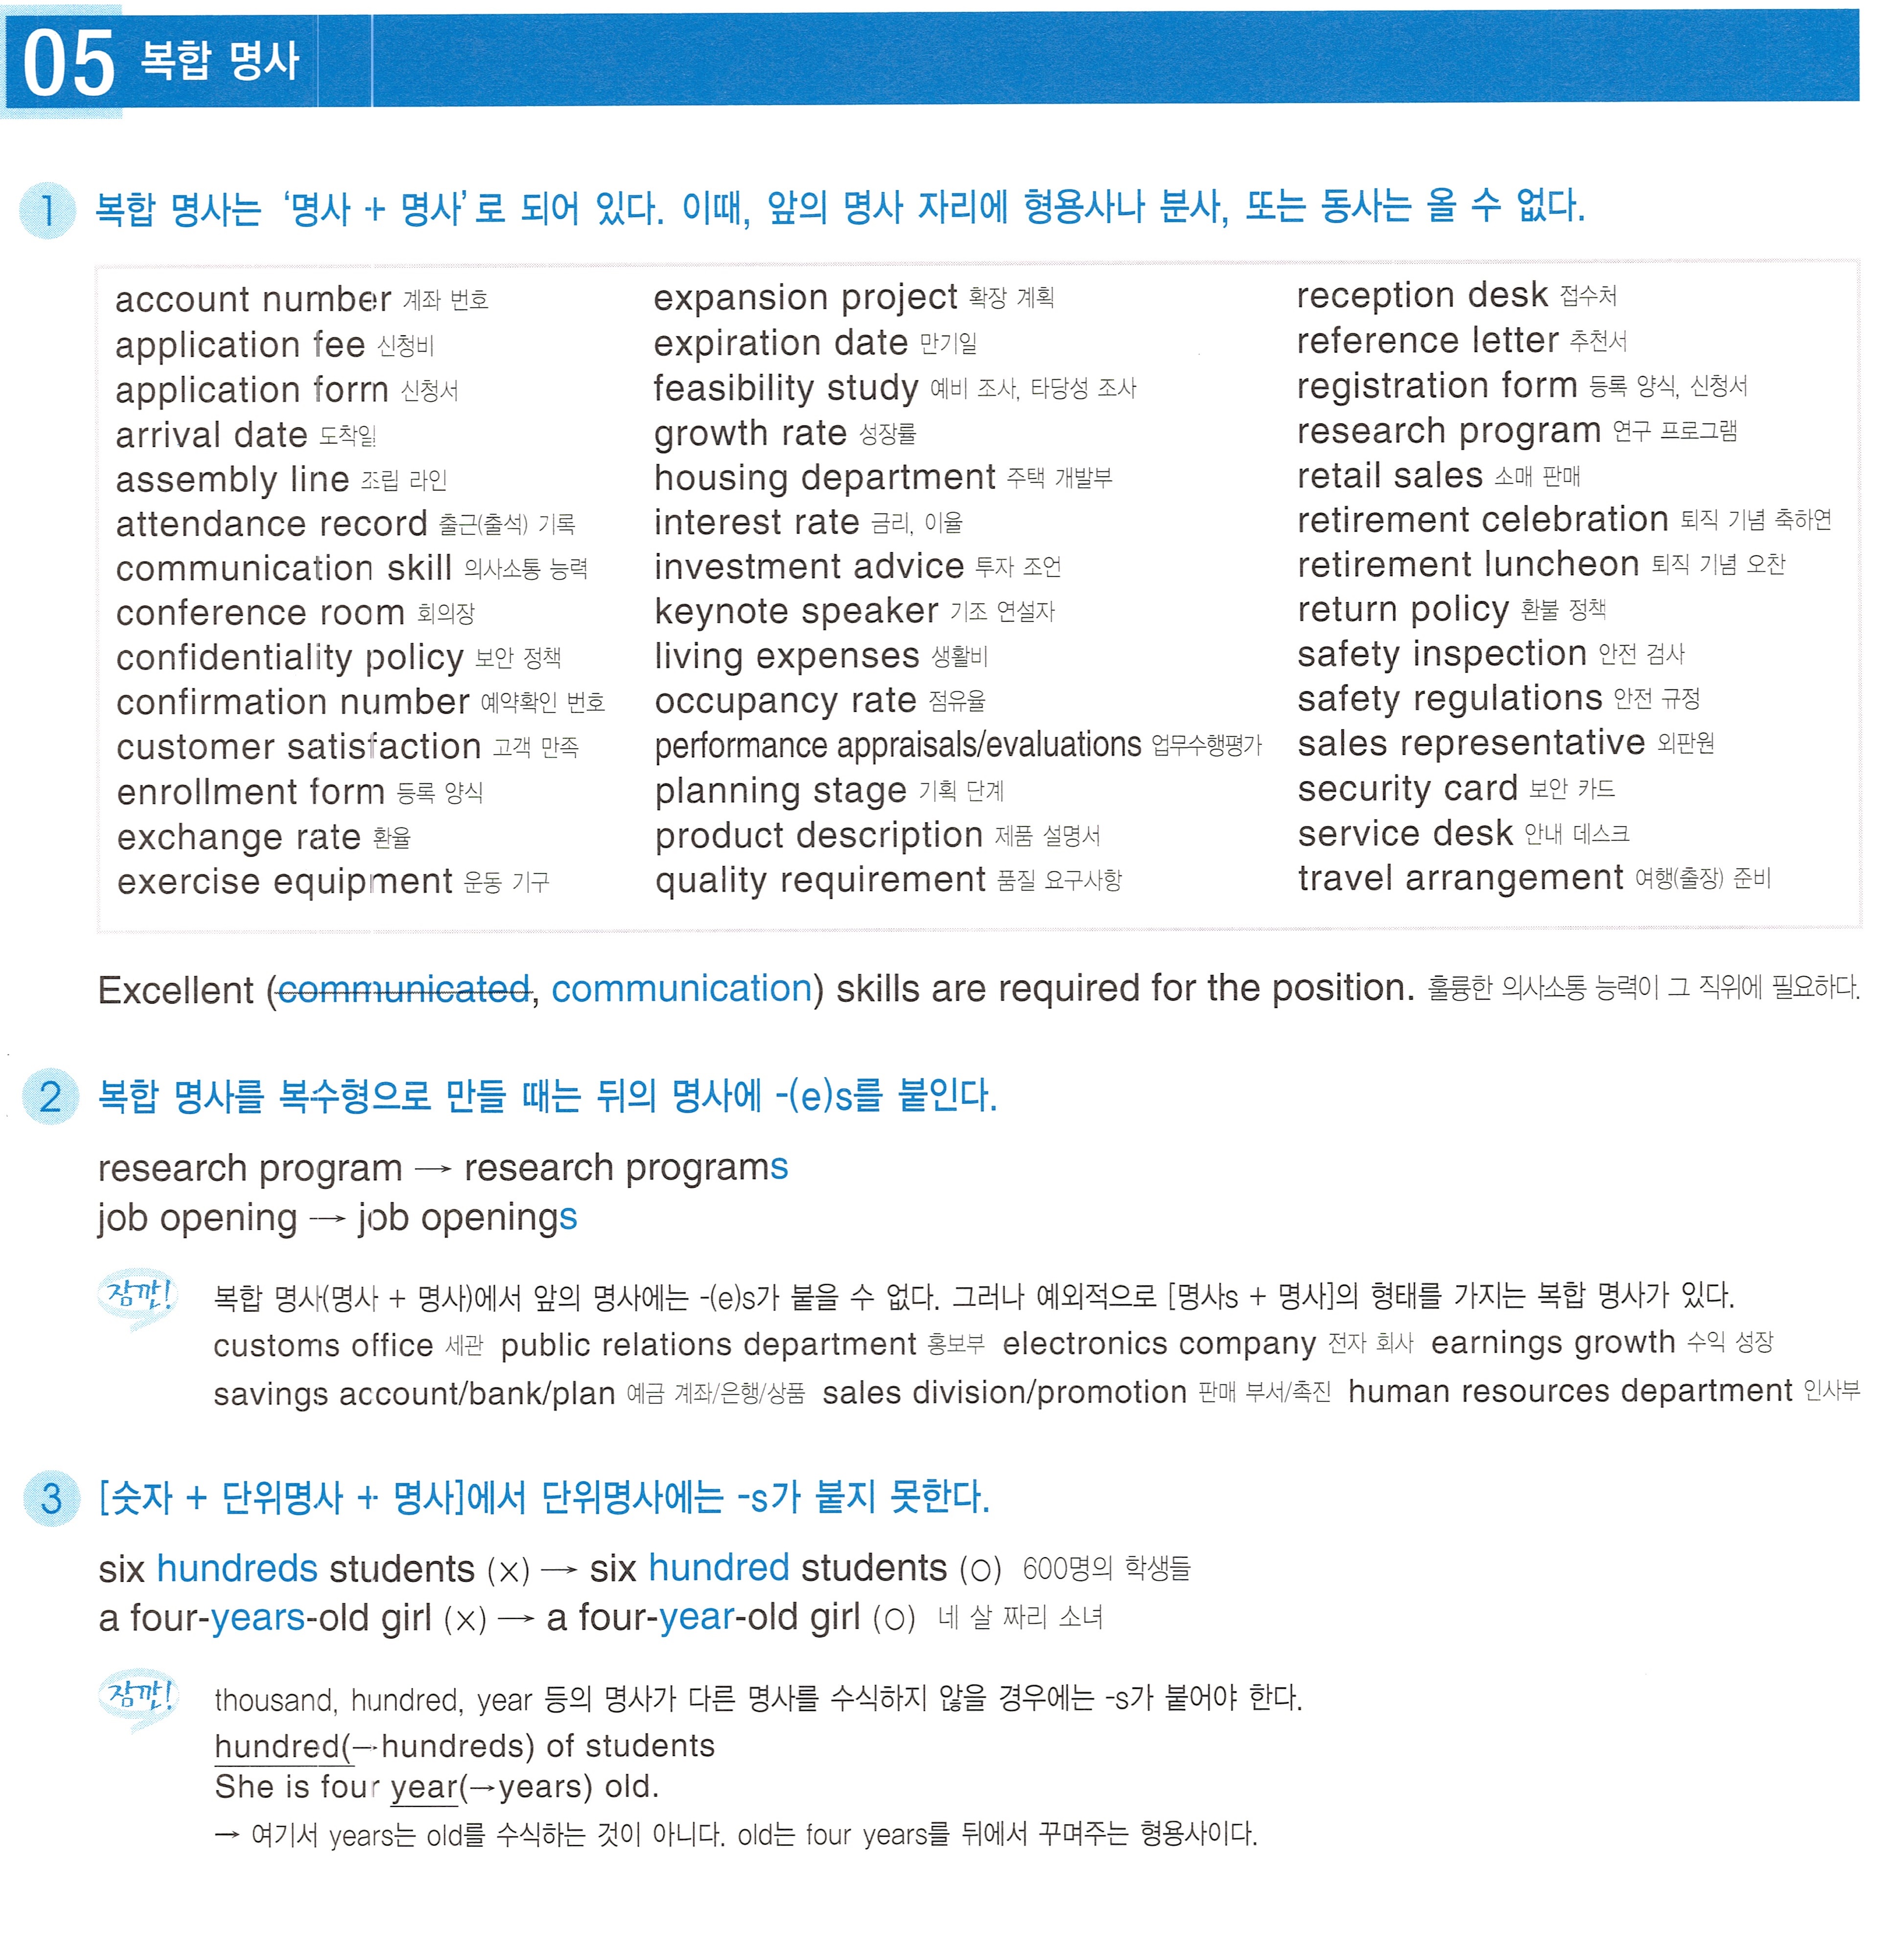 05 복합 명사
1 복합 명사는 '명사 + 명사'로 되어 있다. 이때, 앞의 명사 자리에 형용사나 분사, 또는 동사는 올 수 없다.
account number 계좌 번호
application fee 신청비
application form 신청서
arrival date 도착일
assembly line 조립 라인
attendance record 출근(출석) 기록
communication skill 의사소통 능력
conference room 회의장
confidentiality policy 보안 정책
confirmation number 예약확인 번호
customer satisfaction 고객 만족
enrollment form 등록 양식
exchange rate 환율
exercise equipment 운동 기구
expansion project 확장 계획
expiration date 만기일
feasibility study 예비 조사, 타당성 조사
growth rate 성장률
housing department 주택 개발부
interest rate 금리, 이율
investment advice 투자 조언
keynote speaker 기조 연설자
living expenses 생활비
occupancy rate 점유율
performance appraisals/evaluations 업무수행평가
planning stage 기획 단계
product description 제품 설명서
quality requirement 품질 요구사항
reception desk 접수처
reference letter 추천서
registration form 등록 양식, 신청서
research program 연구 프로그램
retail sales 소매 판매
retirement celebration 퇴직 기념 축하연
retirement luncheon 퇴직 기념 오찬
return policy 환불 정책
safety inspection 안전 검사
safety regulations 안전 규정
sales representative 외판원
security card 보안 카드
service desk 안내 데스크
travel arrangement 여행(출장) 준비
Excellent (communicated, communication) skills are required for the position. 훌륭한 의사소통 능력이 그 직위에 필요하다.
2 복합 명사를 복수형으로 만들 때는 뒤의 명사에 -(e)s를 붙인다.
research program → research programs
job opening → job openings
잠깐! 복합 명사(명사 + 명사)에서 앞의 명사에는 -(e)s가 붙을 수 없다. 그러나 예외적으로 [명사s + 명사]의 형태를 가지는 복합 명사가 있다.
customs office 세관 public relations department 홍보부 electronics company 전자 회사 earnings growth 수익 성장
savings account/bank/plan 예금 계좌/은행/상품 sales division/promotion 판매 부서/촉진 human resources department 인사부
3 [숫자 + 단위명사 + 명사]에서 단위명사에는 -s가 붙지 못한다.
six hundreds students (×) → six hundred students (○) 600명의 학생들
a four-years-old girl (×) → a four-year-old girl (○) 네 살 짜리 소녀
잠깐! thousand, hundred, year 등의 명사가 다른 명사를 수식하지 않을 경우에는 -s가 붙어야 한다.
hundred(→hundreds) of students
She is four year(→years) old.
→ 여기서 years는 old를 수식하는 것이 아니다. old는 four years를 뒤에서 꾸며주는 형용사이다.